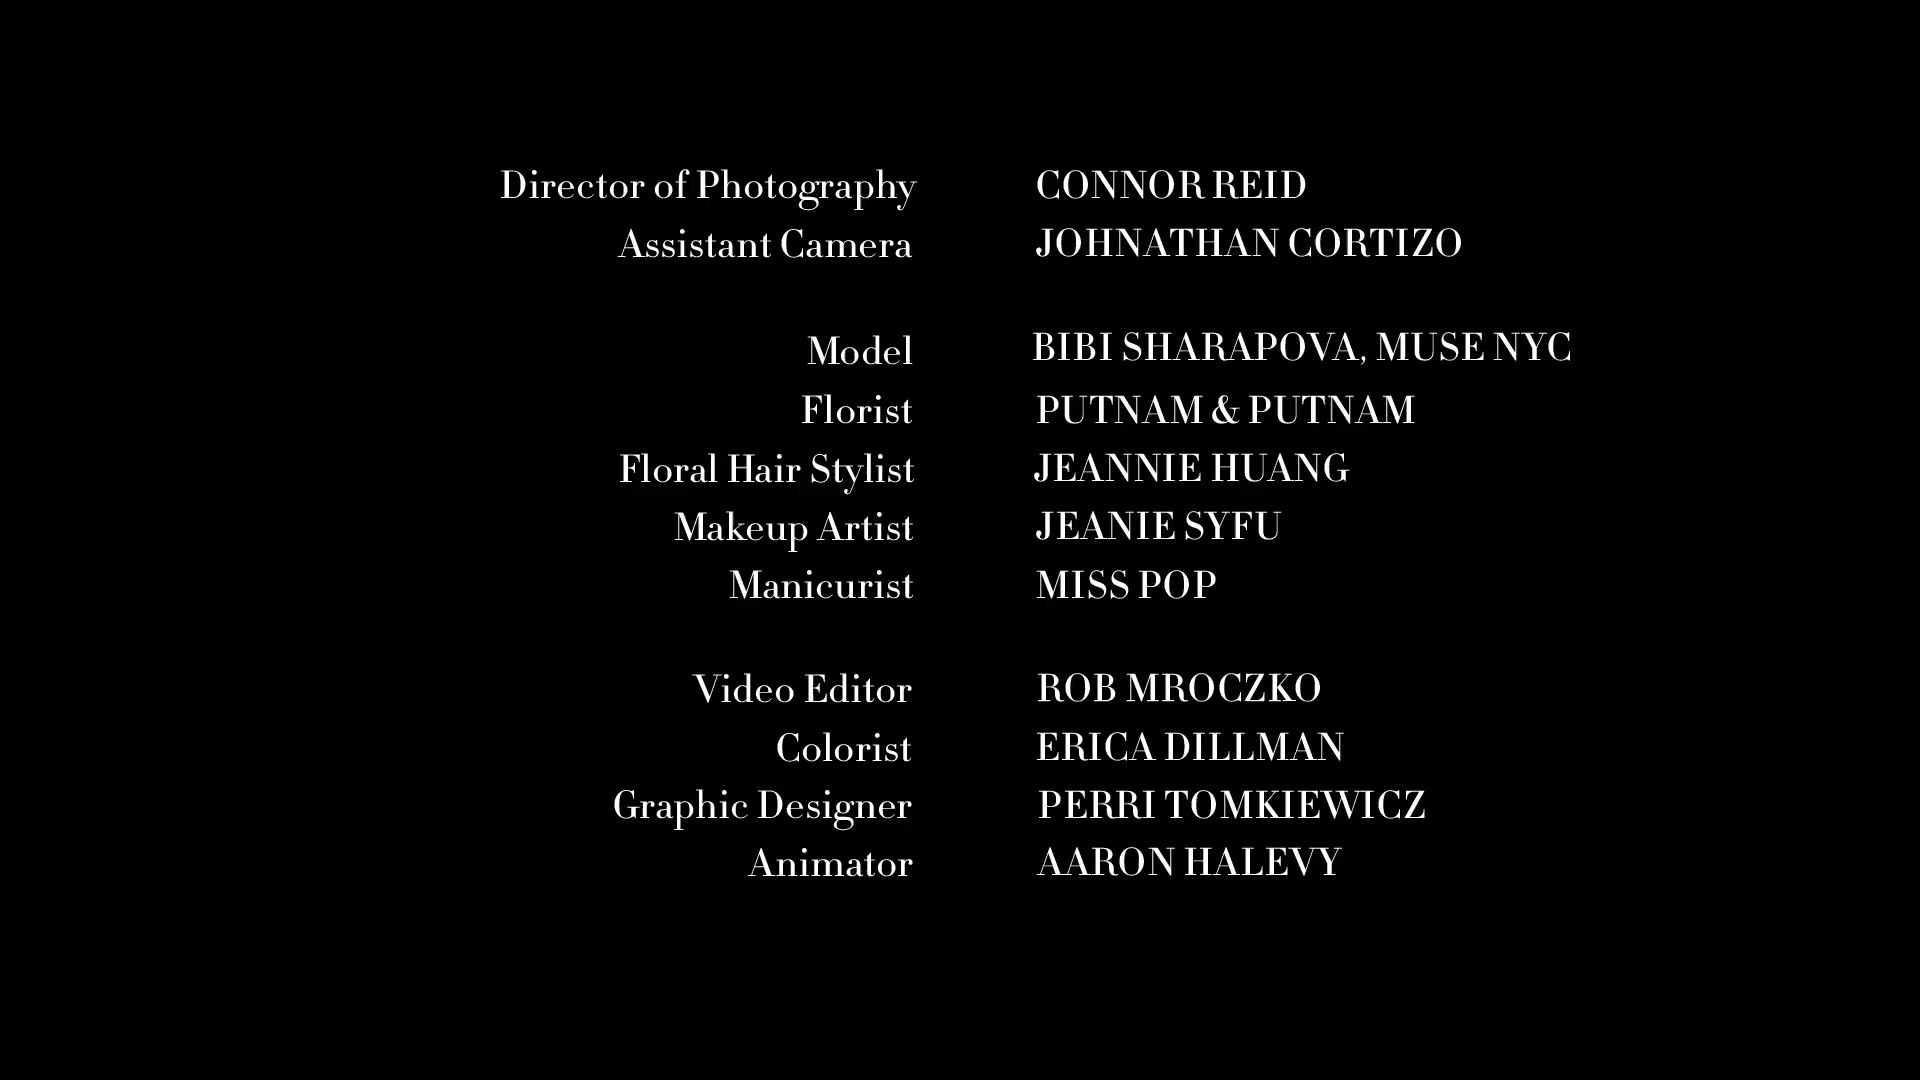 Director of Photography CONNOR REID
Assistant Camera JOHNATHAN CORTIZO
Model BIBI SHARAPOVA, MUSE NYC
Florist PUTNAM & PUTNAM
Floral Hair Stylist JEANNIE HUANG
Makeup Artist JEANIE SYFU
Manicurist MISS POP
Video Editor ROB MROCZKO
Colorist ERICA DILLMAN
Graphic Designer PERRI TOMKIEWICZ
Animator AARON HALEVY